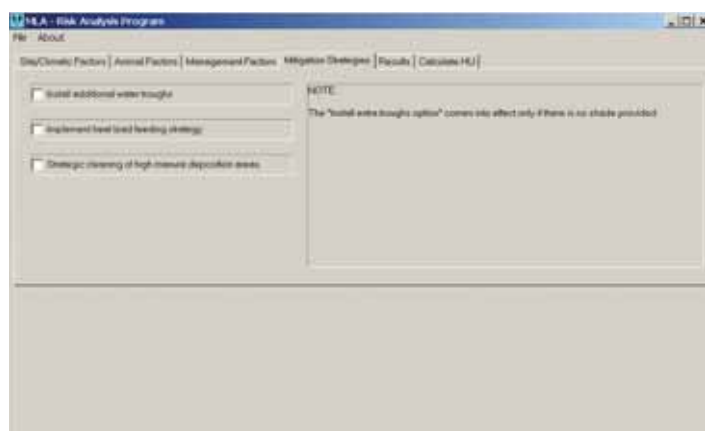 MLA - Risk Analysis Program
File About
Site/Climatic Factors Animal Factors Management Factors Mitigation Strategies Results Calculate HLI
Install additional water troughs
Implement heat load feeding strategy
Strategic cleaning of high manure deposition areas
NOTE:
The "Install extra troughs option" comes into effect only if there is no shade provided